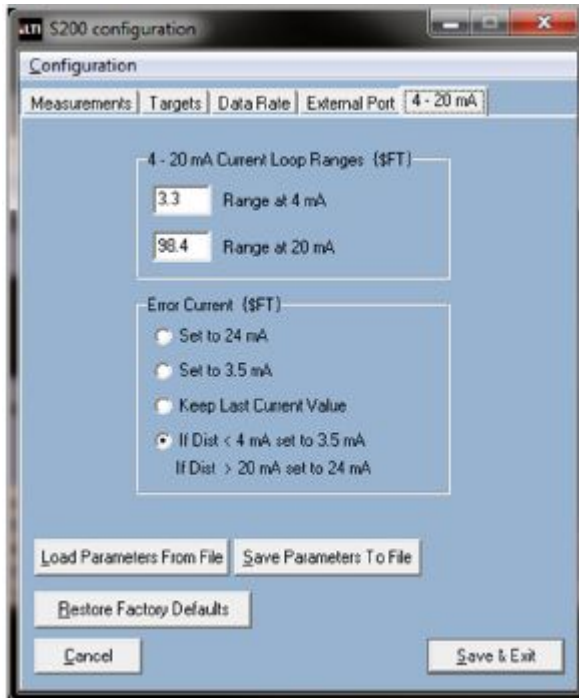 LTI S200 configuration
Configuration
Measurements Targets Data Rate External Port 4 - 20 mA
4 - 20 mA Current Loop Ranges ($FT)
3.3 Range at 4 mA
98.4 Range at 20 mA
Error Current ($FT)
Set to 24 mA
Set to 3.5 mA
Keep Last Current Value
If Dist < 4 mA set to 3.5 mA
If Dist > 20 mA set to 24 mA
Load Parameters From File Save Parameters To File
Restore Factory Defaults
Cancel Save & Exit